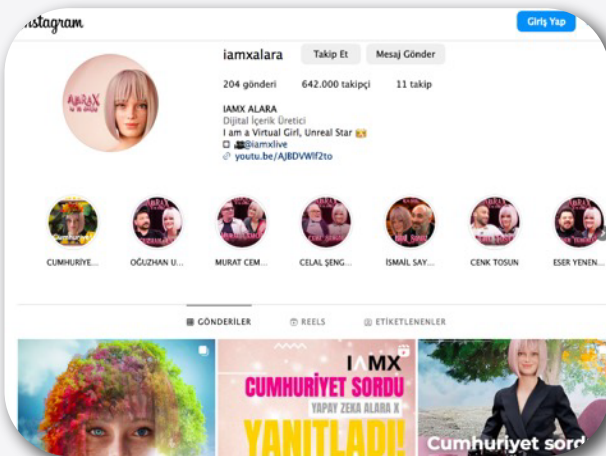 Instagram
Giriş Yap
iamxalara Takip Et Mesaj Gönder
204 gönderi 642.000 takipçi 11 takip
IAMX ALARA
Dijital İçerik Üretici
I am a Virtual Girl, Unreal Star
@iamxlive
youtu.be/AJBDVWlf2to
CUMHURİYE... OĞUZHAN U... MURAT CEM... CELAL ŞENG... İSMAİL SAY... CENK TOSUN ESER YENEN...
GÖNDERİLER REELS ETİKETLENENLER
IAMX
CUMHURİYET SORDU
YAPAY ZEKA ALARA X
YANITLADI!
Cumhuriyet sord